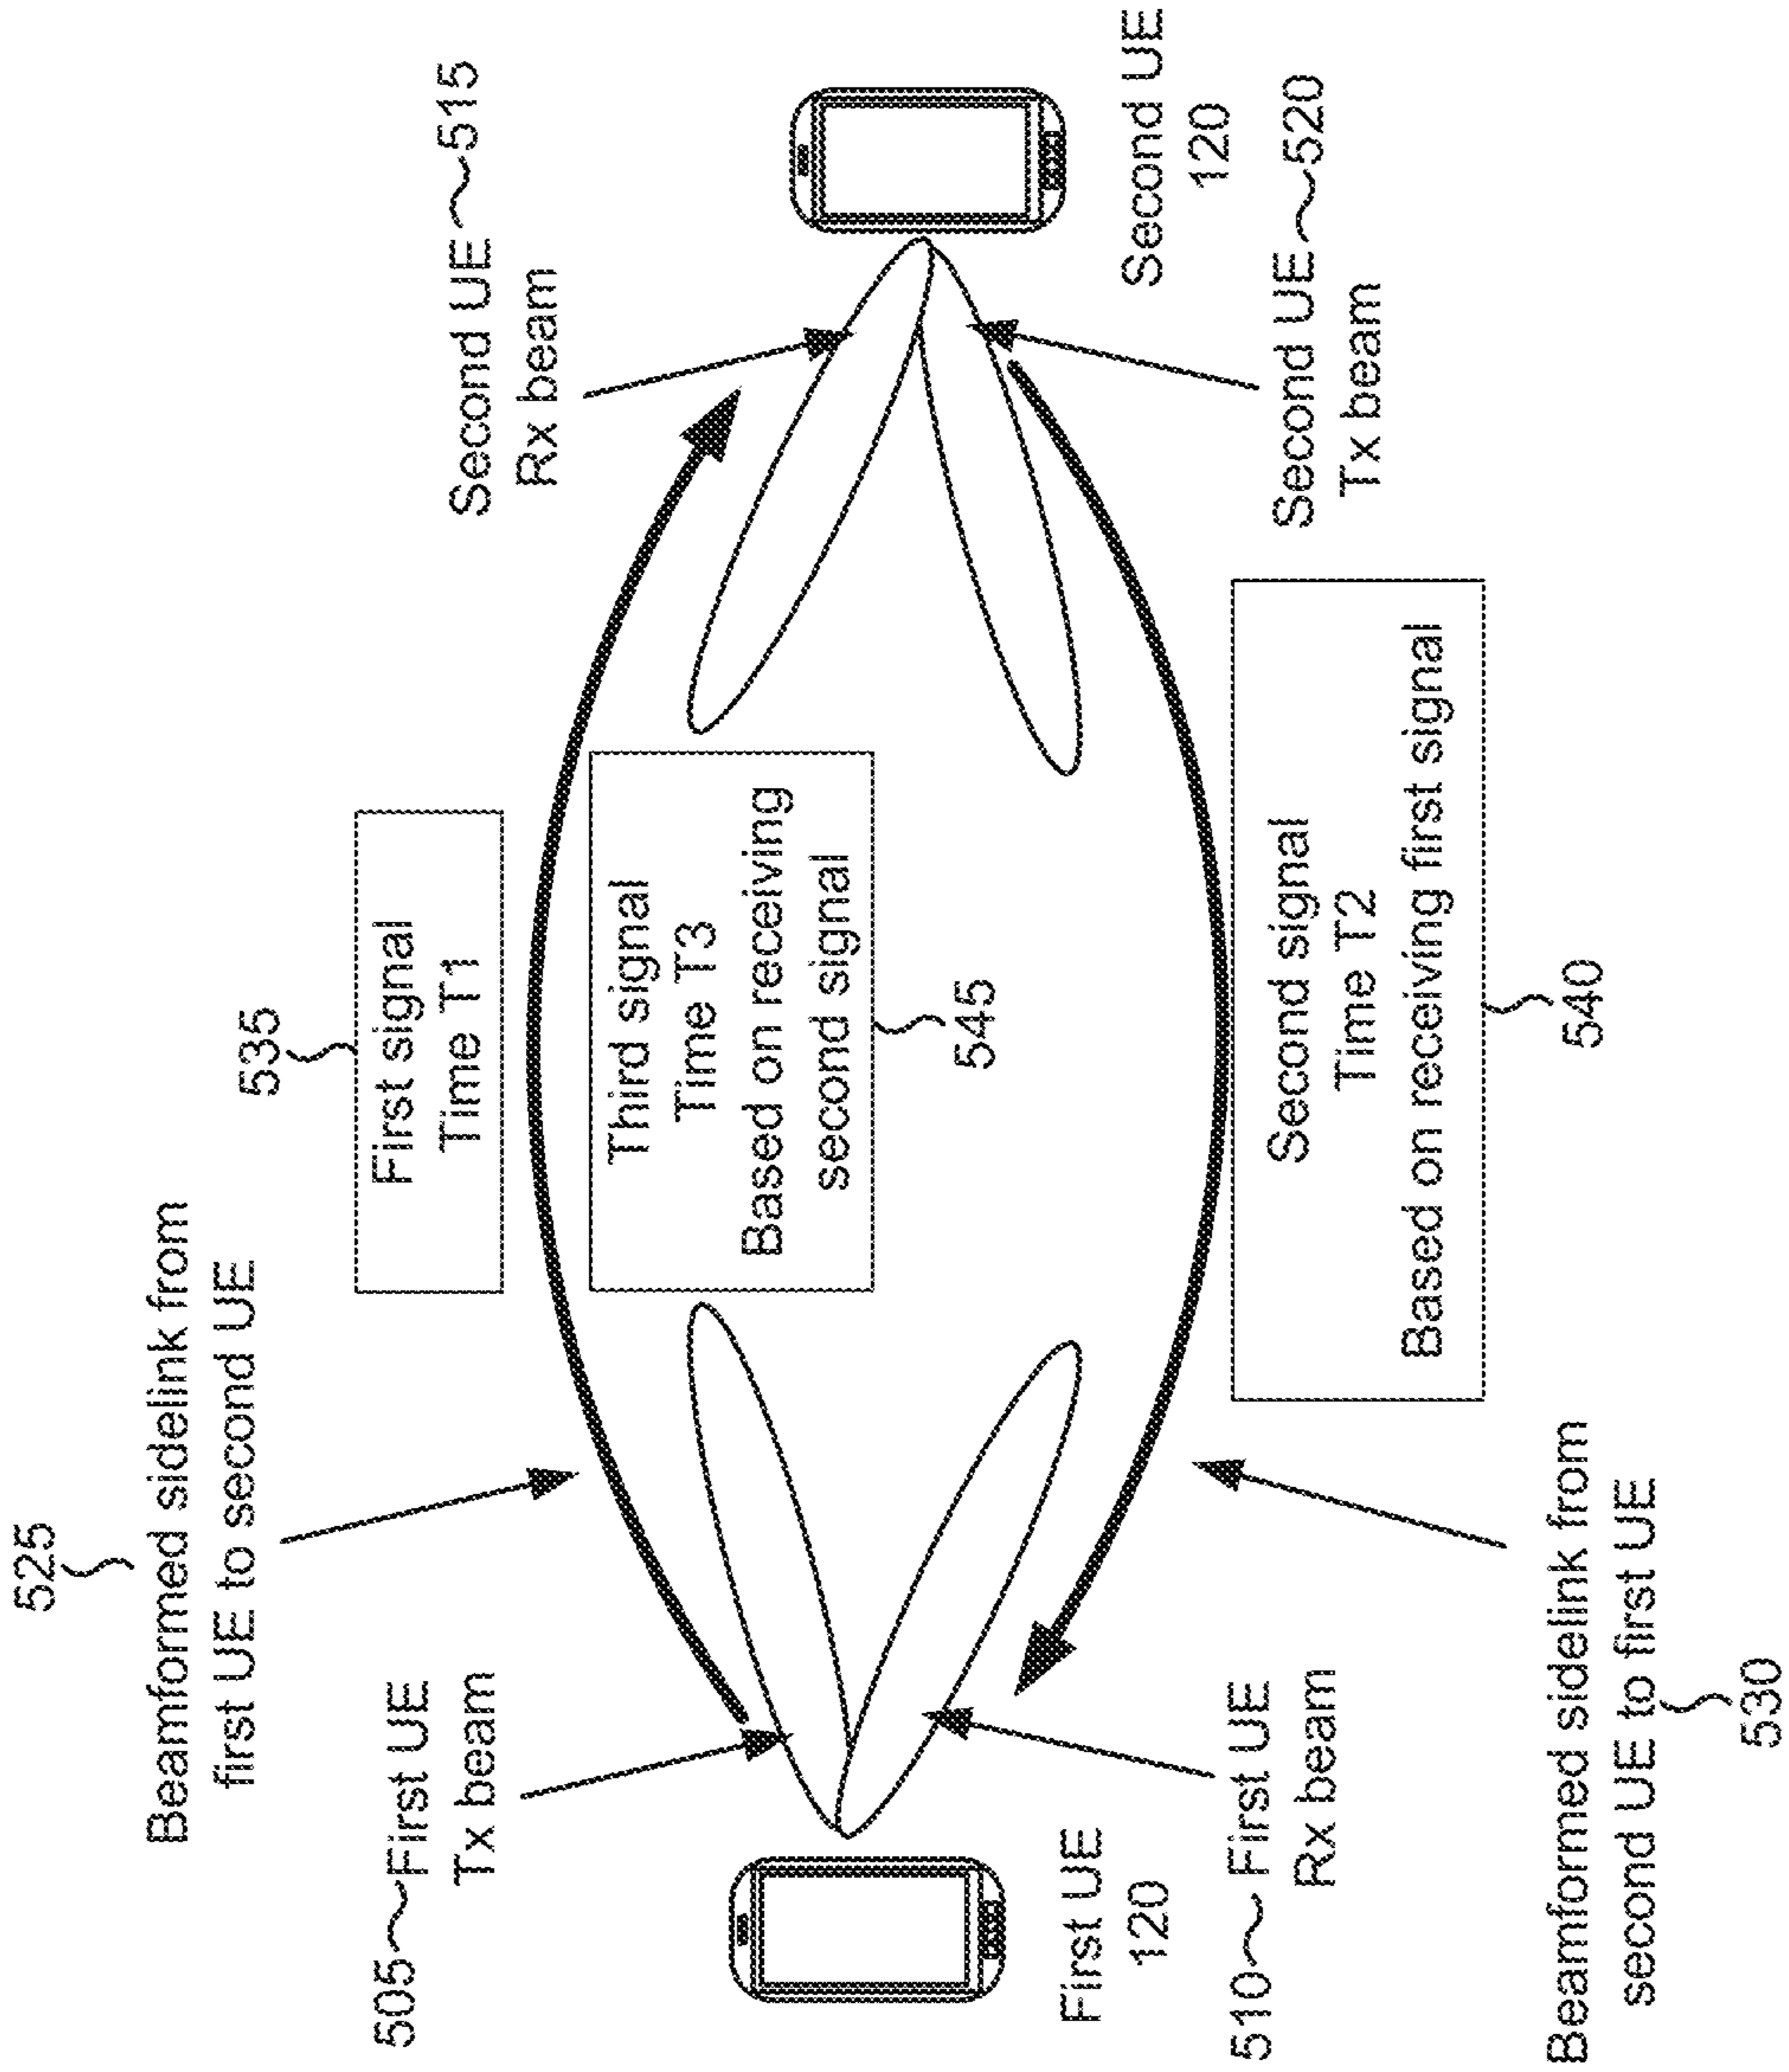 525
Beamformed sidelink from
first UE to second UE
535
First signal
Time T1
505
First UE
Tx beam
Second UE
515
Rx beam
Third signal
Time T3
Based on receiving
second signal
545
First UE
120
Second UE
120
510
First UE
Rx beam
Second UE
520
Tx beam
Second signal
Time T2
Based on receiving first signal
540
Beamformed sidelink from
second UE to first UE
530